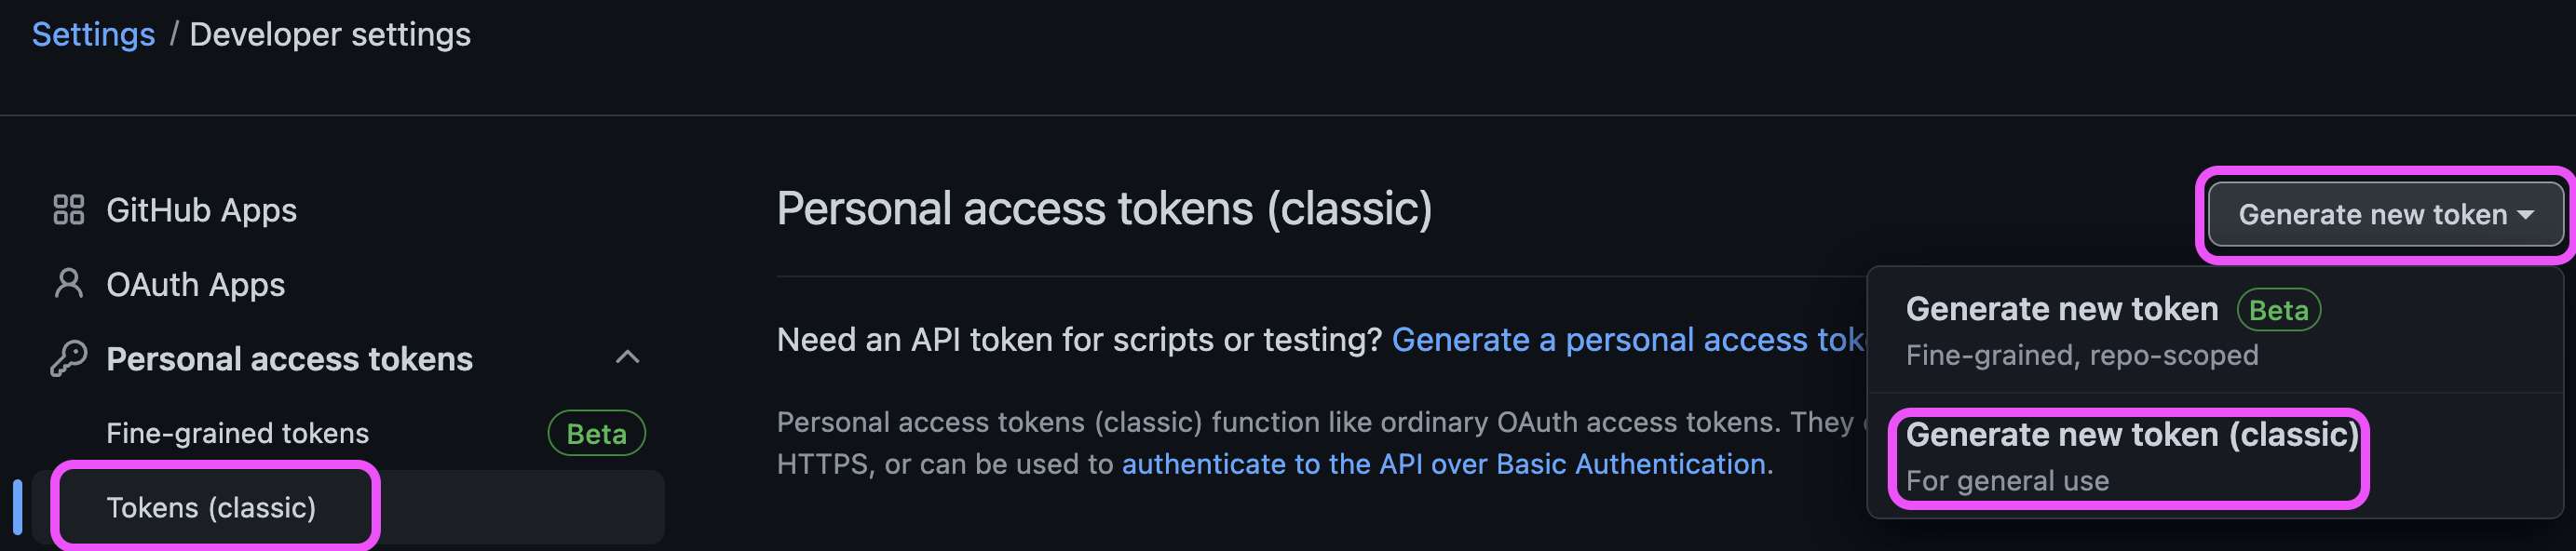 Settings / Developer settings
GitHub Apps
OAuth Apps
Personal access tokens
Fine-grained tokens Beta
Tokens (classic)
Personal access tokens (classic)
Generate new token
Need an API token for scripts or testing? Generate a personal access
Personal access tokens (classic) function like ordinary OAuth access tokens. They
HTTPS, or can be used to authenticate to the API over Basic Authentication.
Generate new token Beta
Fine-grained, repo-scoped
Generate new token (classic)
For general use